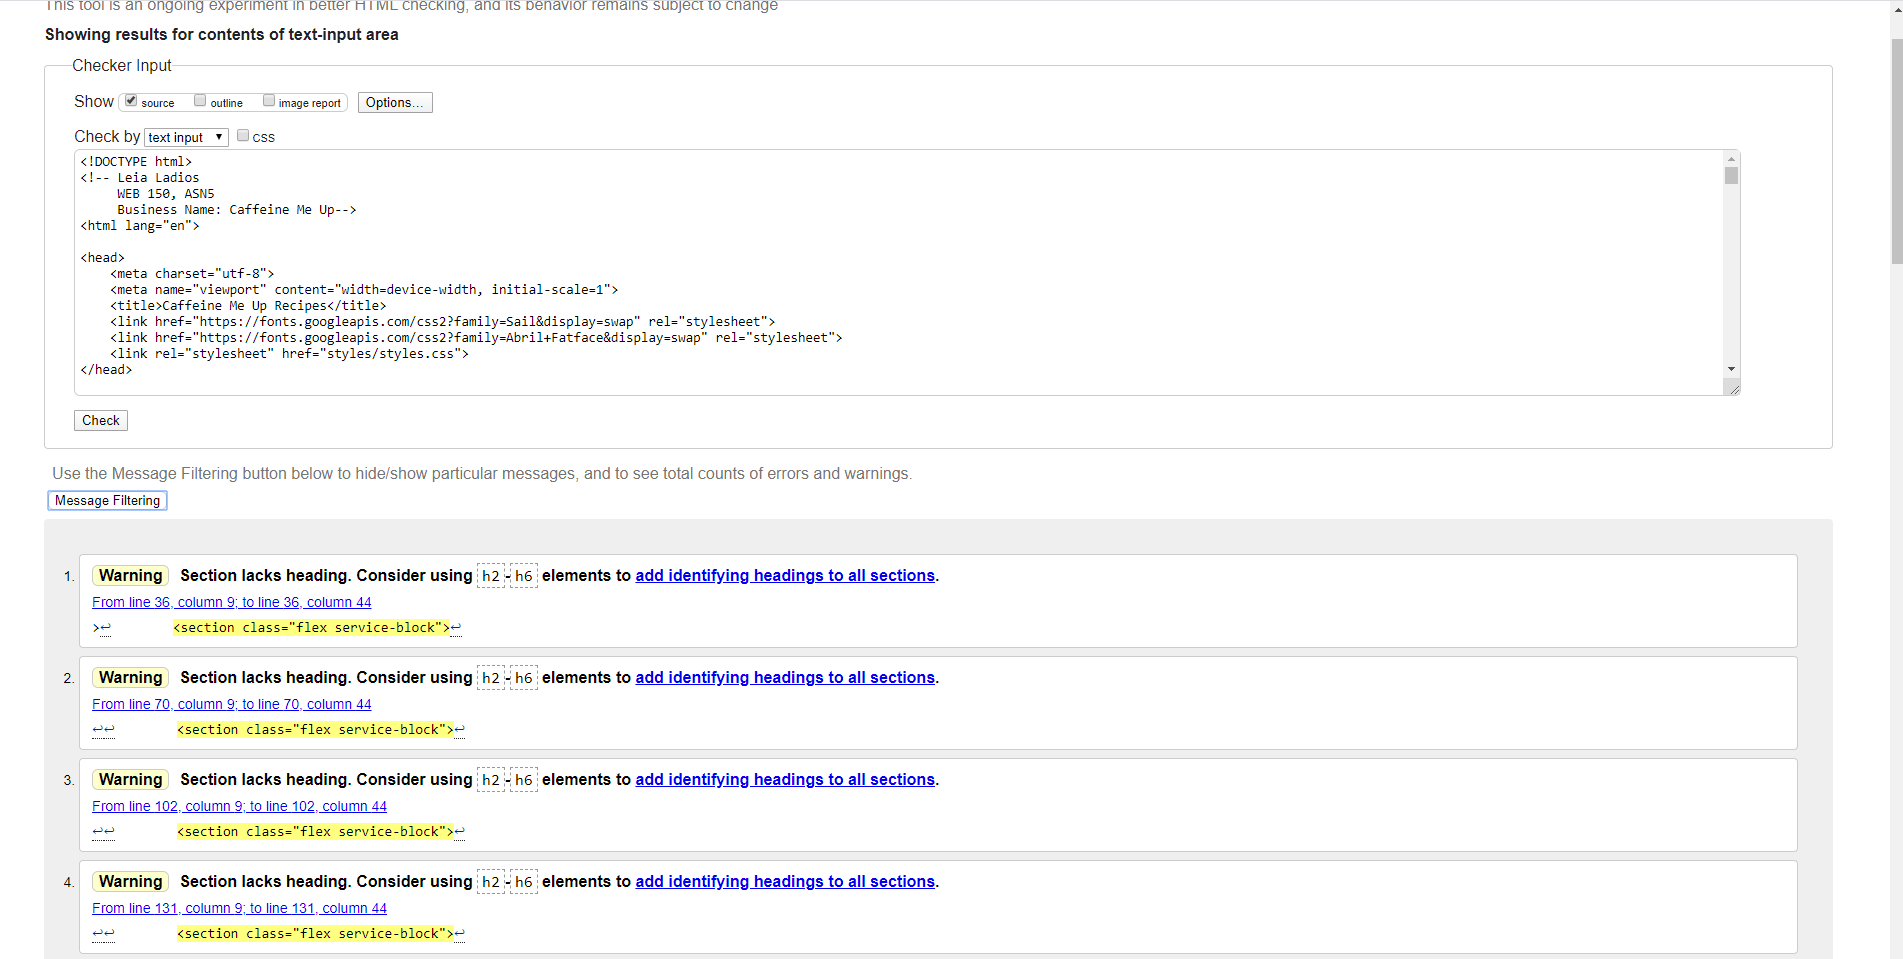 This tool is an ongoing experiment in better HTML checking, and its behavior remains subject to change
Showing results for contents of text-input area
Checker Input
Show source outline image report Options...
Check by text input css
<!DOCTYPE html>
<!-- Leia Ladios
WEB 150, ASN5
Business Name: Caffeine Me Up-->
<html lang="en">
<head>
<meta charset="utf-8">
<meta name="viewport" content="width=device-width, initial-scale=1">
<title>Caffeine Me Up Recipes</title>
<link href="https://fonts.googleapis.com/css2?family=Sail&display=swap" rel="stylesheet">
<link href="https://fonts.googleapis.com/css2?family=Abril+Fatface&display=swap" rel="stylesheet">
<link rel="stylesheet" href="styles/styles.css">
</head>
Check
Use the Message Filtering button below to hide/show particular messages, and to see total counts of errors and warnings.
Message Filtering
1. Warning Section lacks heading. Consider using h2-h6 elements to add identifying headings to all sections.
From line 36, column 9; to line 36, column 44
>↩ <section class="flex service-block">↩
2. Warning Section lacks heading. Consider using h2-h6 elements to add identifying headings to all sections.
From line 70, column 9; to line 70, column 44
↩↩ <section class="flex service-block">↩
3. Warning Section lacks heading. Consider using h2-h6 elements to add identifying headings to all sections.
From line 102, column 9; to line 102, column 44
↩↩ <section class="flex service-block">↩
4. Warning Section lacks heading. Consider using h2-h6 elements to add identifying headings to all sections.
From line 131, column 9; to line 131, column 44
↩↩ <section class="flex service-block">↩